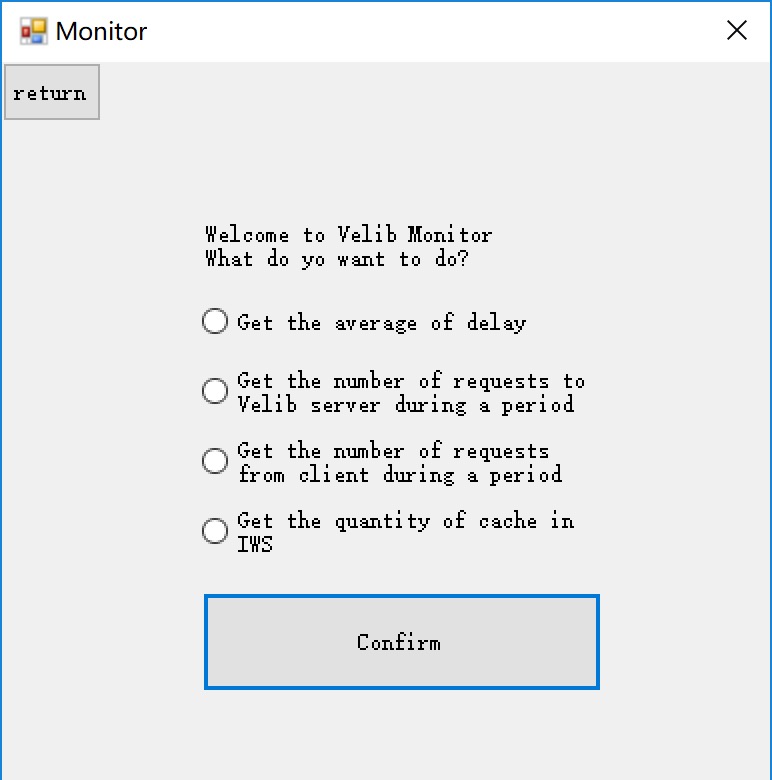 Monitor
return
Welcome to Velib Monitor
What do yo want to do?
Get the average of delay
Get the number of requests to
Velib server during a period
Get the number of requests
from client during a period
Get the quantity of cache in
IWS
Confirm